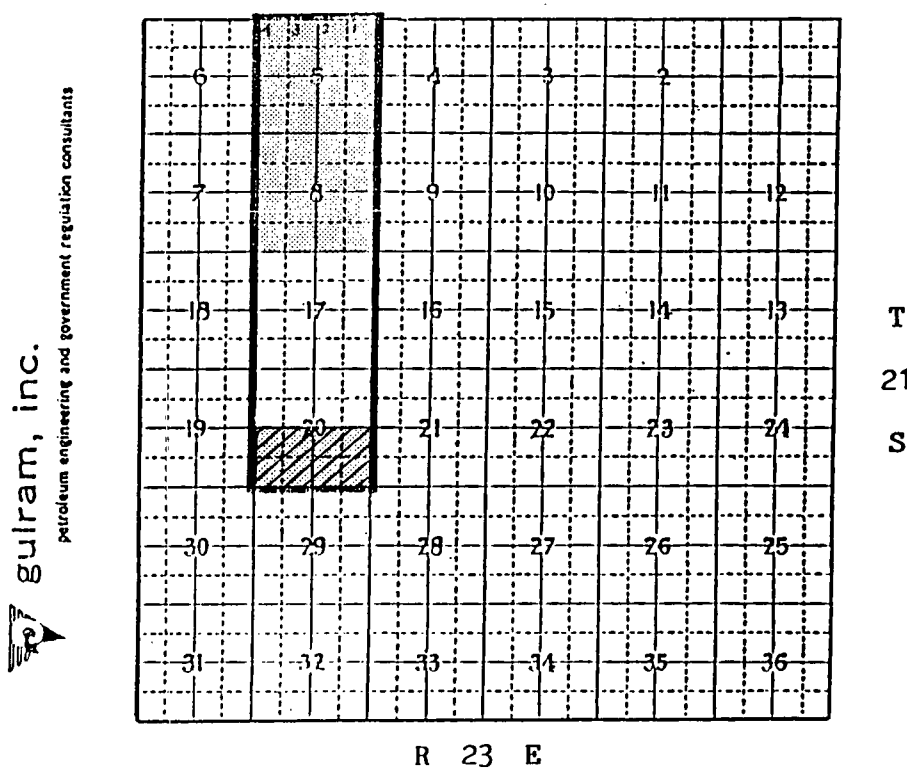 gulram, inc.
petroleum engineering and government regulation consultants
4 3 2 1
6 5 4 3 2
7 8 9 10 11 12
18 17 16 15 14 13
19 20 21 22 23 24
30 29 28 27 26 25
31 32 33 34 35 36
T
21
S
R 23 E